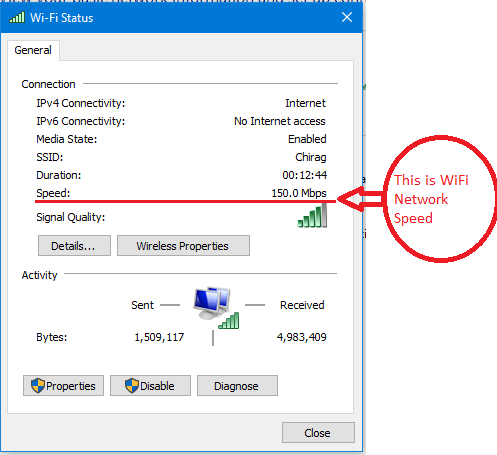 Wi-Fi Status
General
Connection
IPv4 Connectivity: Internet
IPv6 Connectivity: No Internet access
Media State: Enabled
SSID: Chirag
Duration: 00:12:44
Speed: 150.0 Mbps
Signal Quality:
Details... Wireless Properties
Activity
Sent Received
Bytes: 1,509,117 4,983,409
Properties Disable Diagnose
Close
This is WiFi
Network
Speed